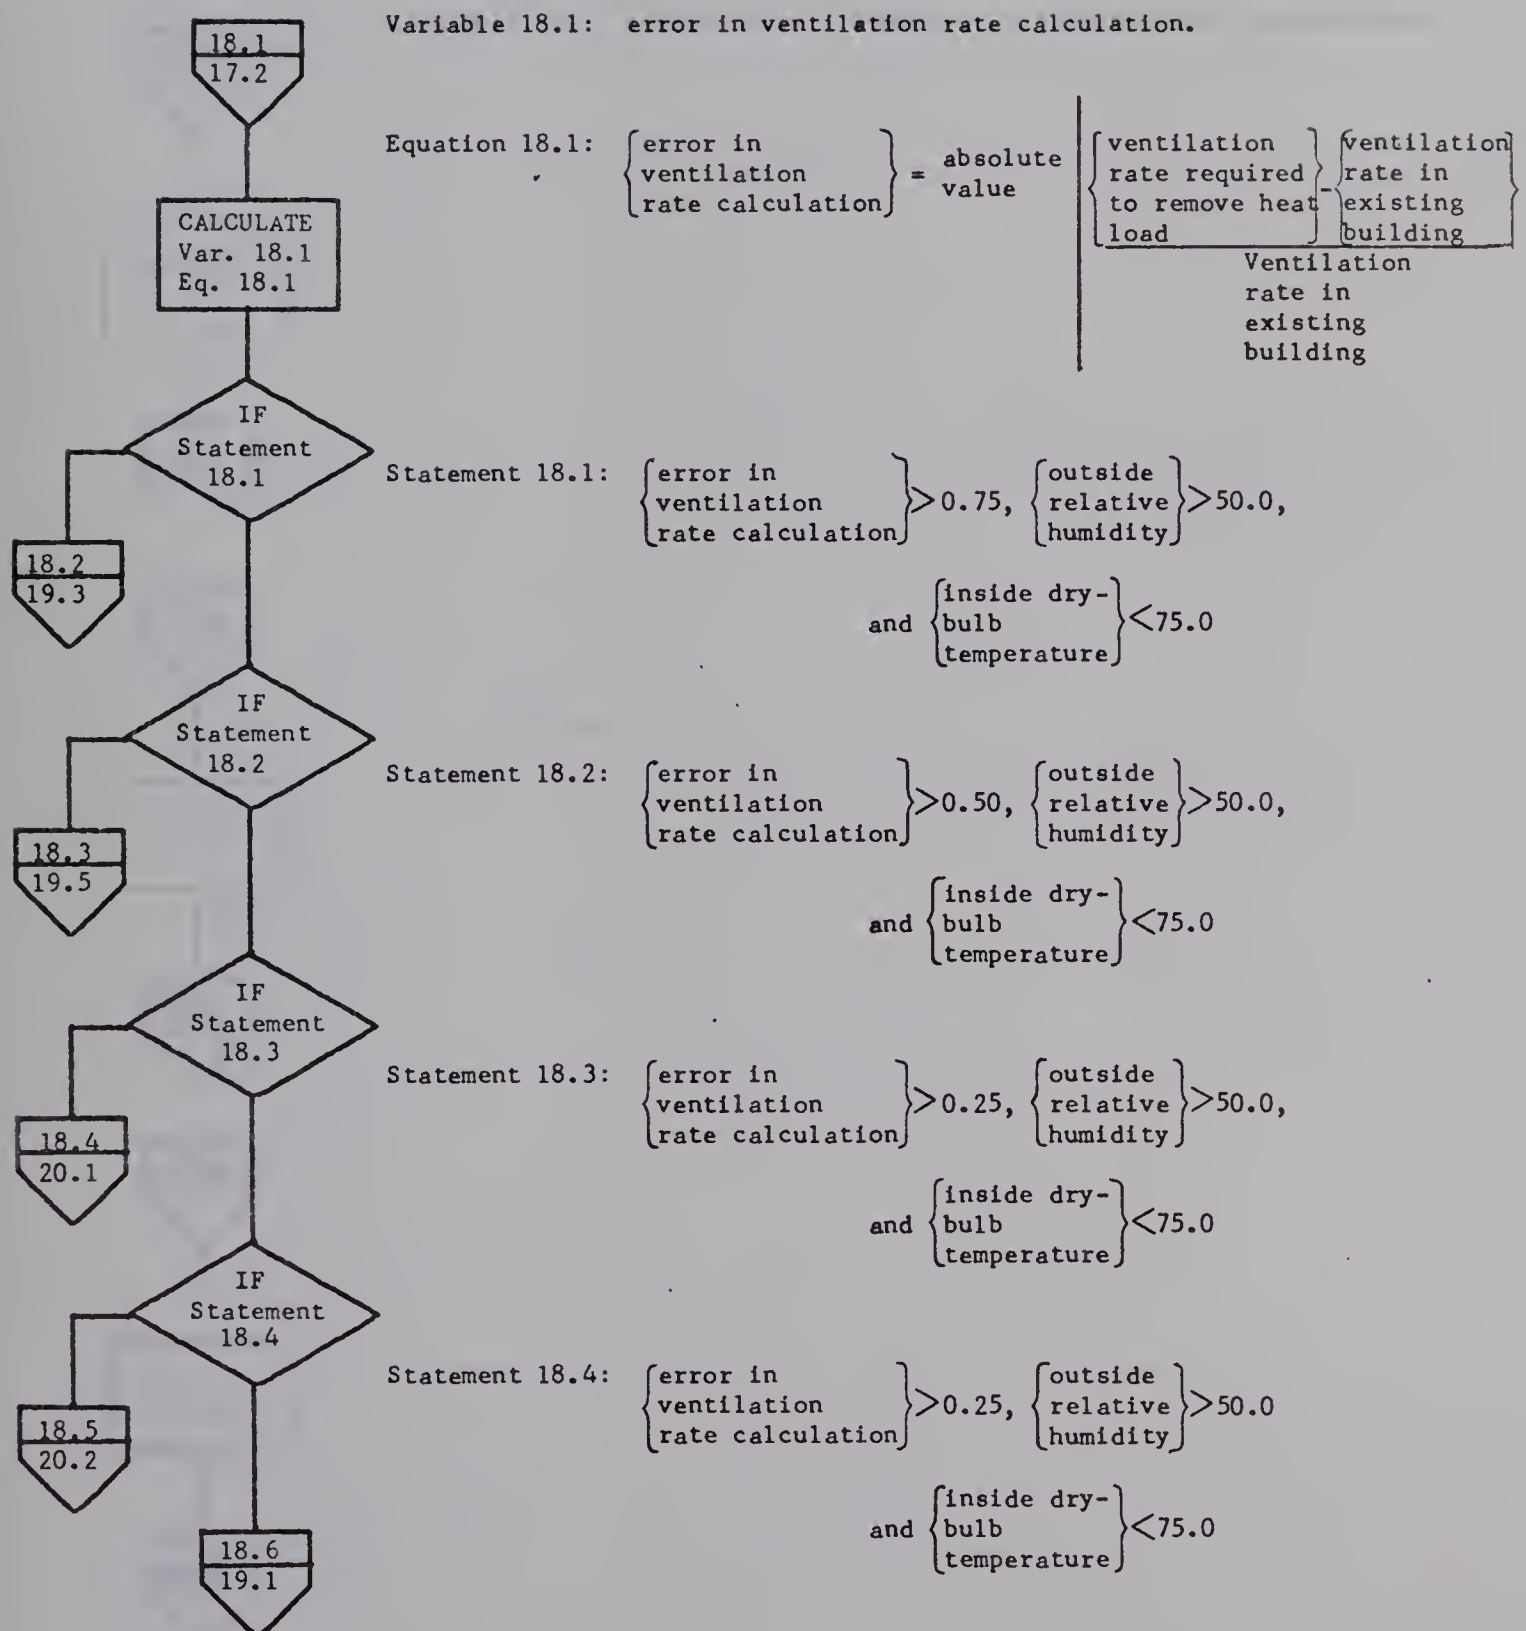 Variable 18.1: error in ventilation rate calculation.
18.1
17.2
Equation 18.1: {error in ventilation rate calculation} = absolute value | {ventilation rate required to remove heat load} - {ventilation rate in existing building}
Ventilation
rate in
existing
building
CALCULATE
Var. 18.1
Eq. 18.1
IF
Statement
18.1
Statement 18.1: {error in ventilation rate calculation} > 0.75, {outside relative humidity} > 50.0,
and {inside dry-bulb temperature} < 75.0
18.2
19.3
IF
Statement
18.2
Statement 18.2: {error in ventilation rate calculation} > 0.50, {outside relative humidity} > 50.0,
and {inside dry-bulb temperature} < 75.0
18.3
19.5
IF
Statement
18.3
Statement 18.3: {error in ventilation rate calculation} > 0.25, {outside relative humidity} > 50.0,
and {inside dry-bulb temperature} < 75.0
18.4
20.1
IF
Statement
18.4
Statement 18.4: {error in ventilation rate calculation} > 0.25, {outside relative humidity} > 50.0
and {inside dry-bulb temperature} < 75.0
18.5
20.2
18.6
19.1